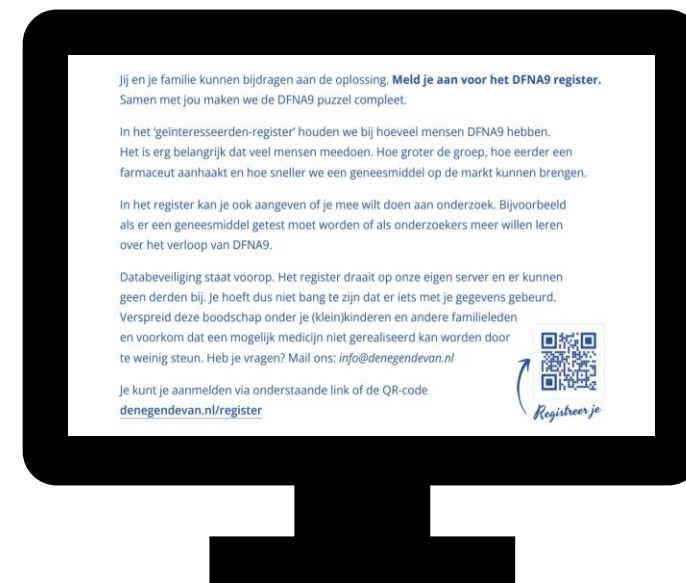 Jij en je familie kunnen bijdragen aan de oplossing. Meld je aan voor het DFNA9 register.
Samen met jou maken we de DFNA9 puzzel compleet.
In het 'geïnteresseerden-register' houden we bij hoeveel mensen DFNA9 hebben.
Het is erg belangrijk dat veel mensen meedoen. Hoe groter de groep, hoe eerder een
farmaceut aanhaakt en hoe sneller we een geneesmiddel op de markt kunnen brengen.
In het register kan je ook aangeven of je mee wilt doen aan onderzoek. Bijvoorbeeld
als er een geneesmiddel getest moet worden of als onderzoekers meer willen leren
over het verloop van DFNA9.
Databeveiliging staat voorop. Het register draait op onze eigen server en er kunnen
geen derden bij. Je hoeft dus niet bang te zijn dat er iets met je gegevens gebeurd.
Verspreid deze boodschap onder je (klein)kinderen en andere familieleden
en voorkom dat een mogelijk medicijn niet gerealiseerd kan worden door
te weinig steun. Heb je vragen? Mail ons: info@denegendevan.nl
Je kunt je aanmelden via onderstaande link of de QR-code
denegendevan.nl/register
Registreer je